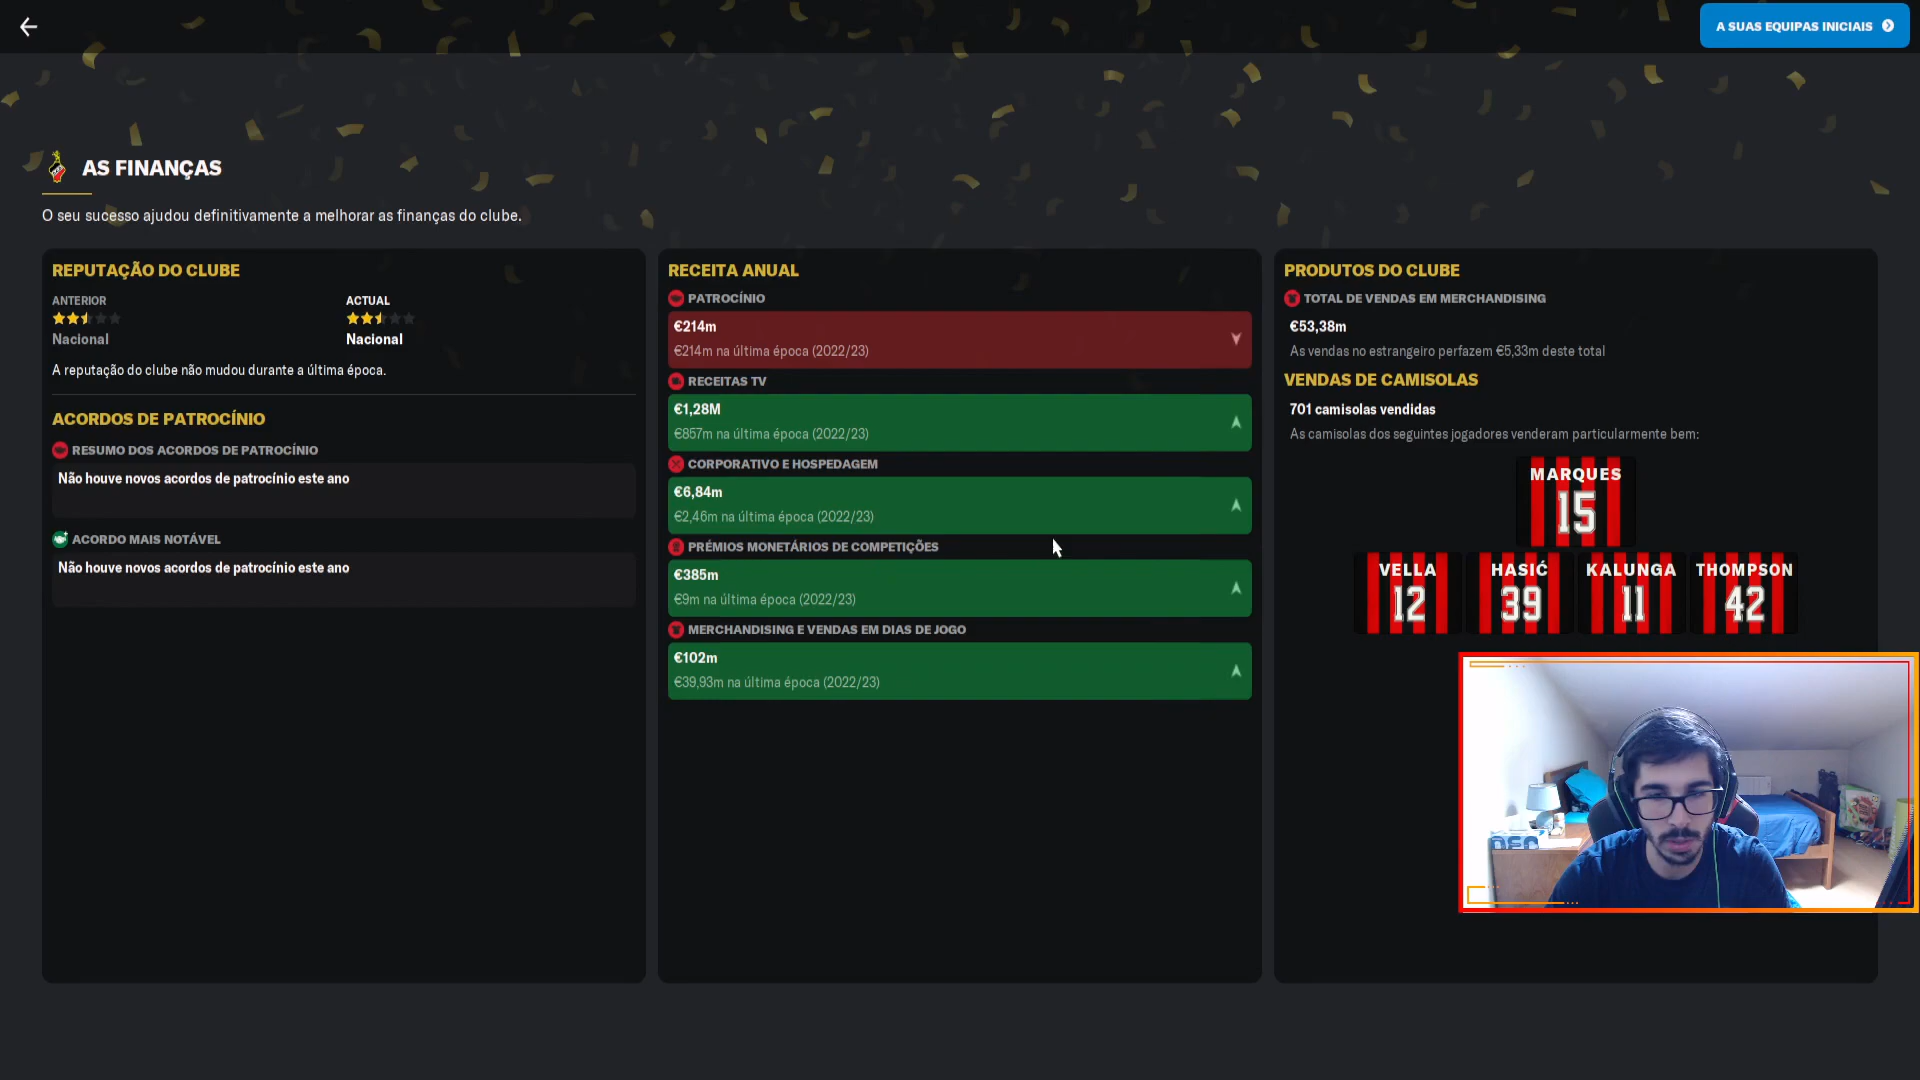 A SUAS EQUIPAS INICIAIS
AS FINANÇAS
O seu sucesso ajudou definitivamente a melhorar as finanças do clube.
REPUTAÇÃO DO CLUBE
ANTERIOR
ACTUAL
Nacional
Nacional
A reputação do clube não mudou durante a última época.
ACORDOS DE PATROCÍNIO
RESUMO DOS ACORDOS DE PATROCÍNIO
Não houve novos acordos de patrocínio este ano
ACORDO MAIS NOTÁVEL
Não houve novos acordos de patrocínio este ano
RECEITA ANUAL
PATROCÍNIO
€214m
€214m na última época (2022/23)
RECEITAS TV
€1,28M
€857m na última época (2022/23)
CORPORATIVO E HOSPEDAGEM
€6,84m
€2,46m na última época (2022/23)
PRÉMIOS MONETÁRIOS DE COMPETIÇÕES
€385m
€9m na última época (2022/23)
MERCHANDISING E VENDAS EM DIAS DE JOGO
€102m
€39,93m na última época (2022/23)
PRODUTOS DO CLUBE
TOTAL DE VENDAS EM MERCHANDISING
€53,38m
As vendas no estrangeiro perfazem €5,33m deste total
VENDAS DE CAMISOLAS
701 camisolas vendidas
As camisolas dos seguintes jogadores venderam particularmente bem:
MARQUES
15
VELLA
12
HASIĆ
39
KALUNGA
11
THOMPSON
42